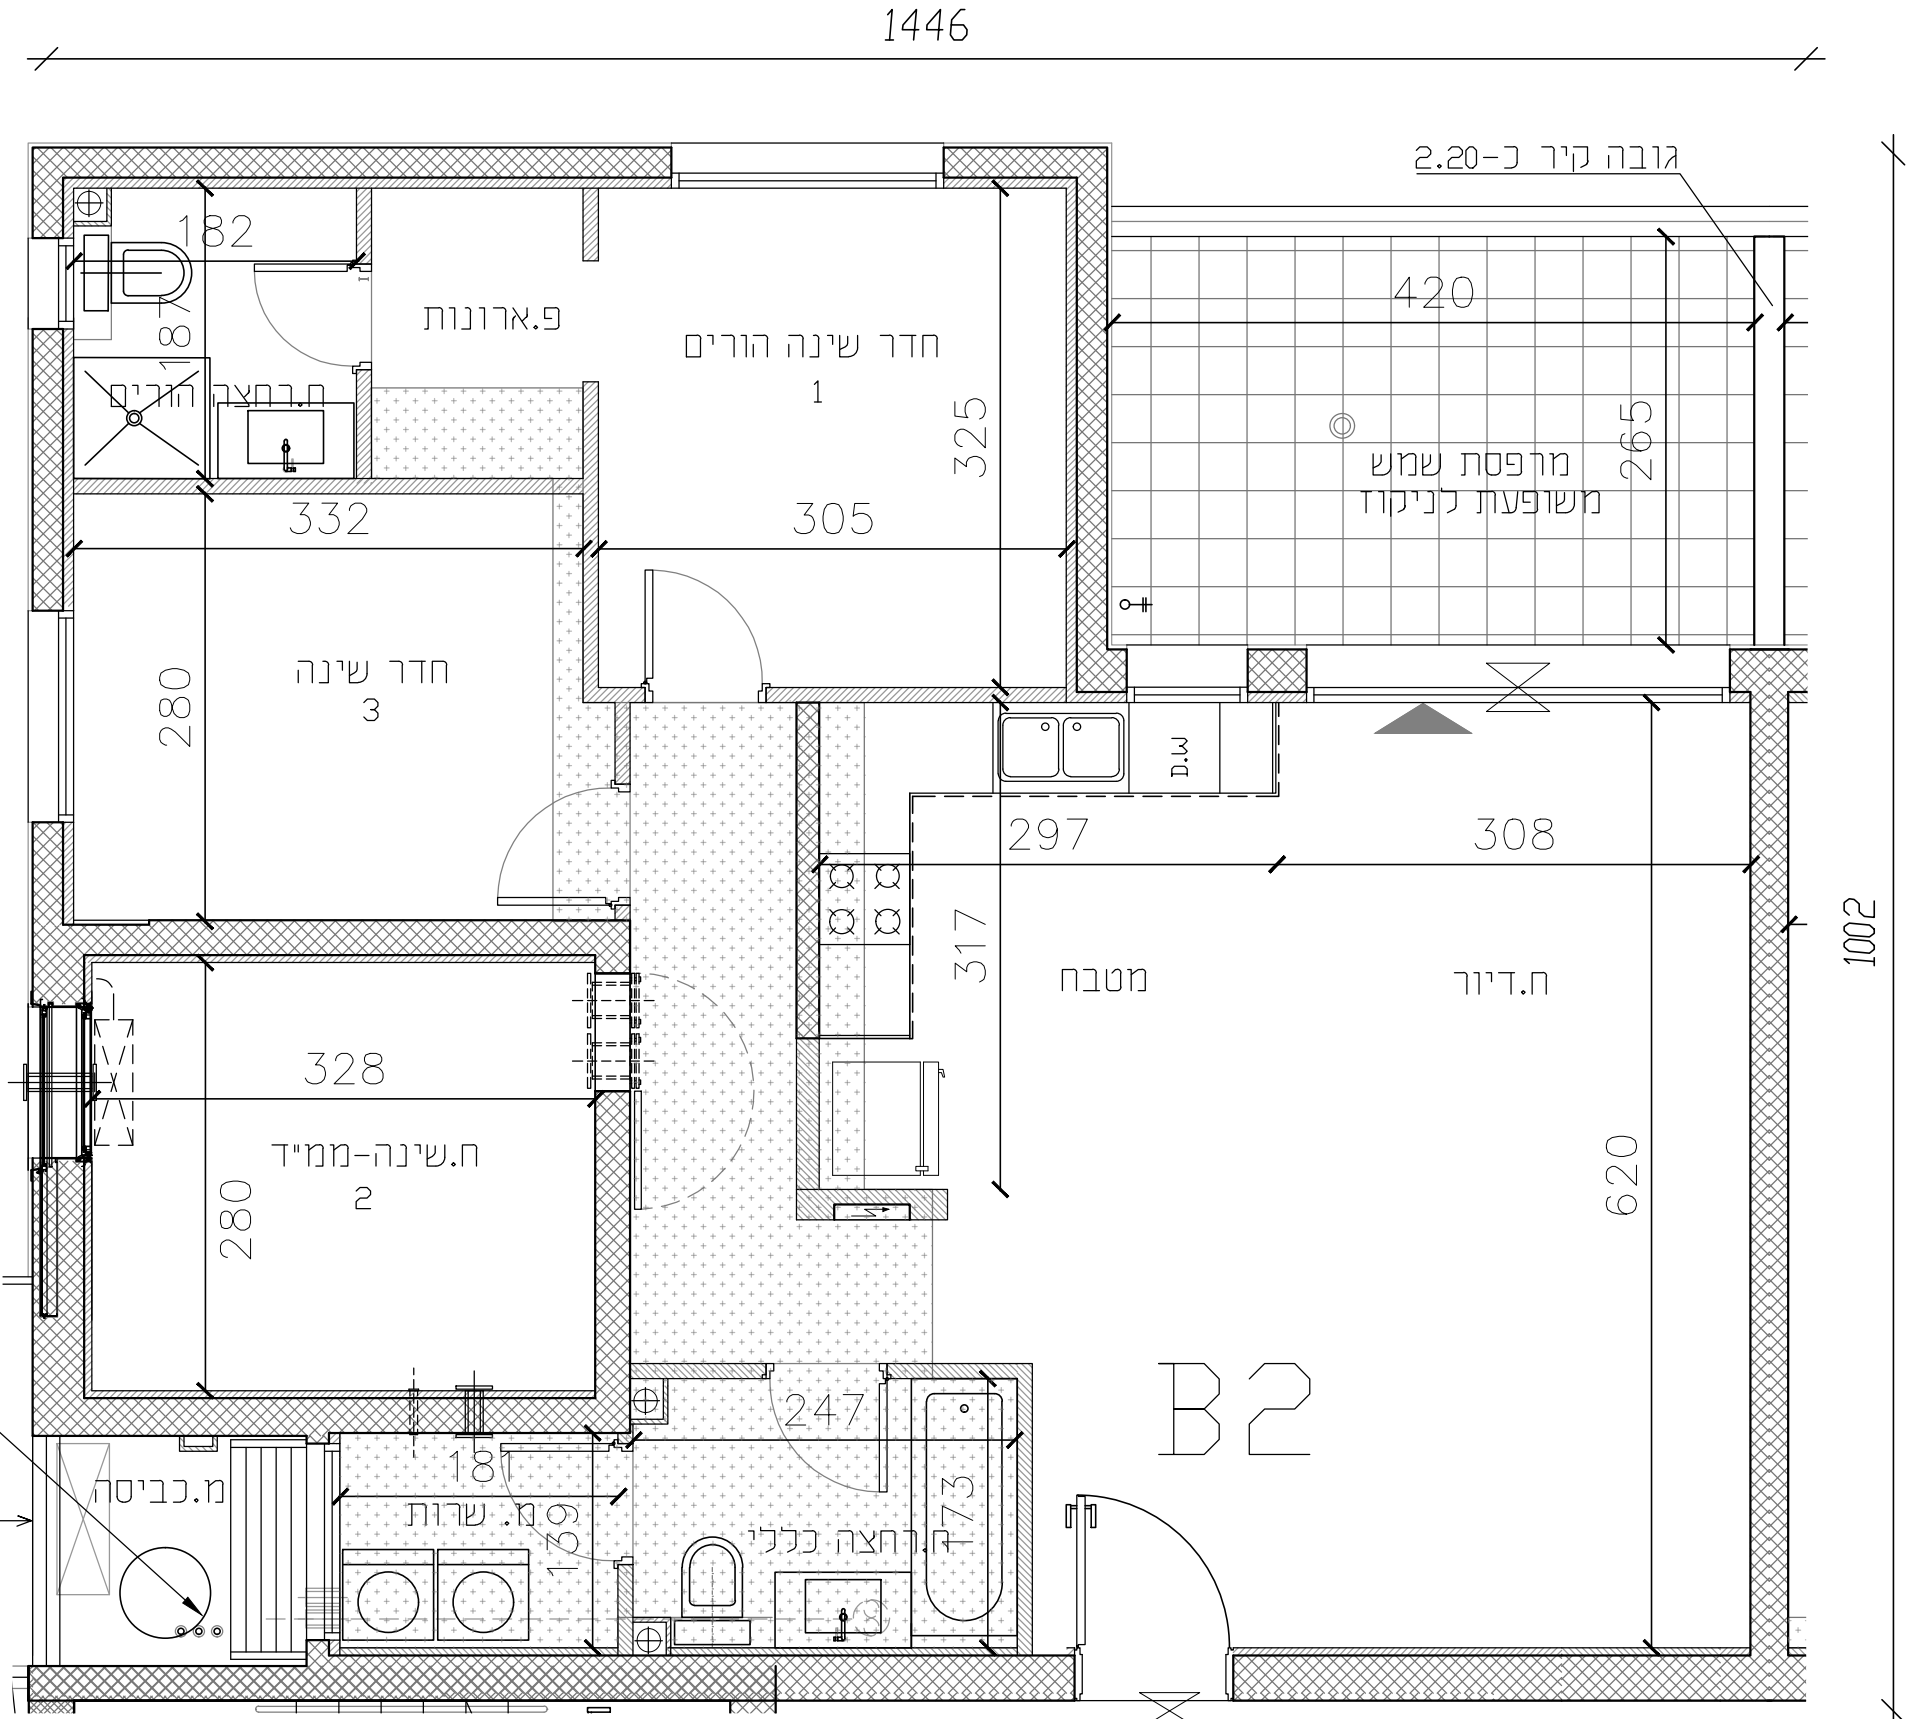 1446
גובה קיר כ-2.20
182
187
פ.ארונות
חדר שינה הורים
1
420
325
265
ח.רחצה הורים
מרפסת שמש
משופעת לניקוז
332
305
280
חדר שינה
3
D.W
297
308
317
מטבח
ח.דיור
1002
328
ח.שינה-ממ"ד
2
280
620
B2
247
181
מ.כביסה
מ. שרות
139
173
ח.רחצה כללי